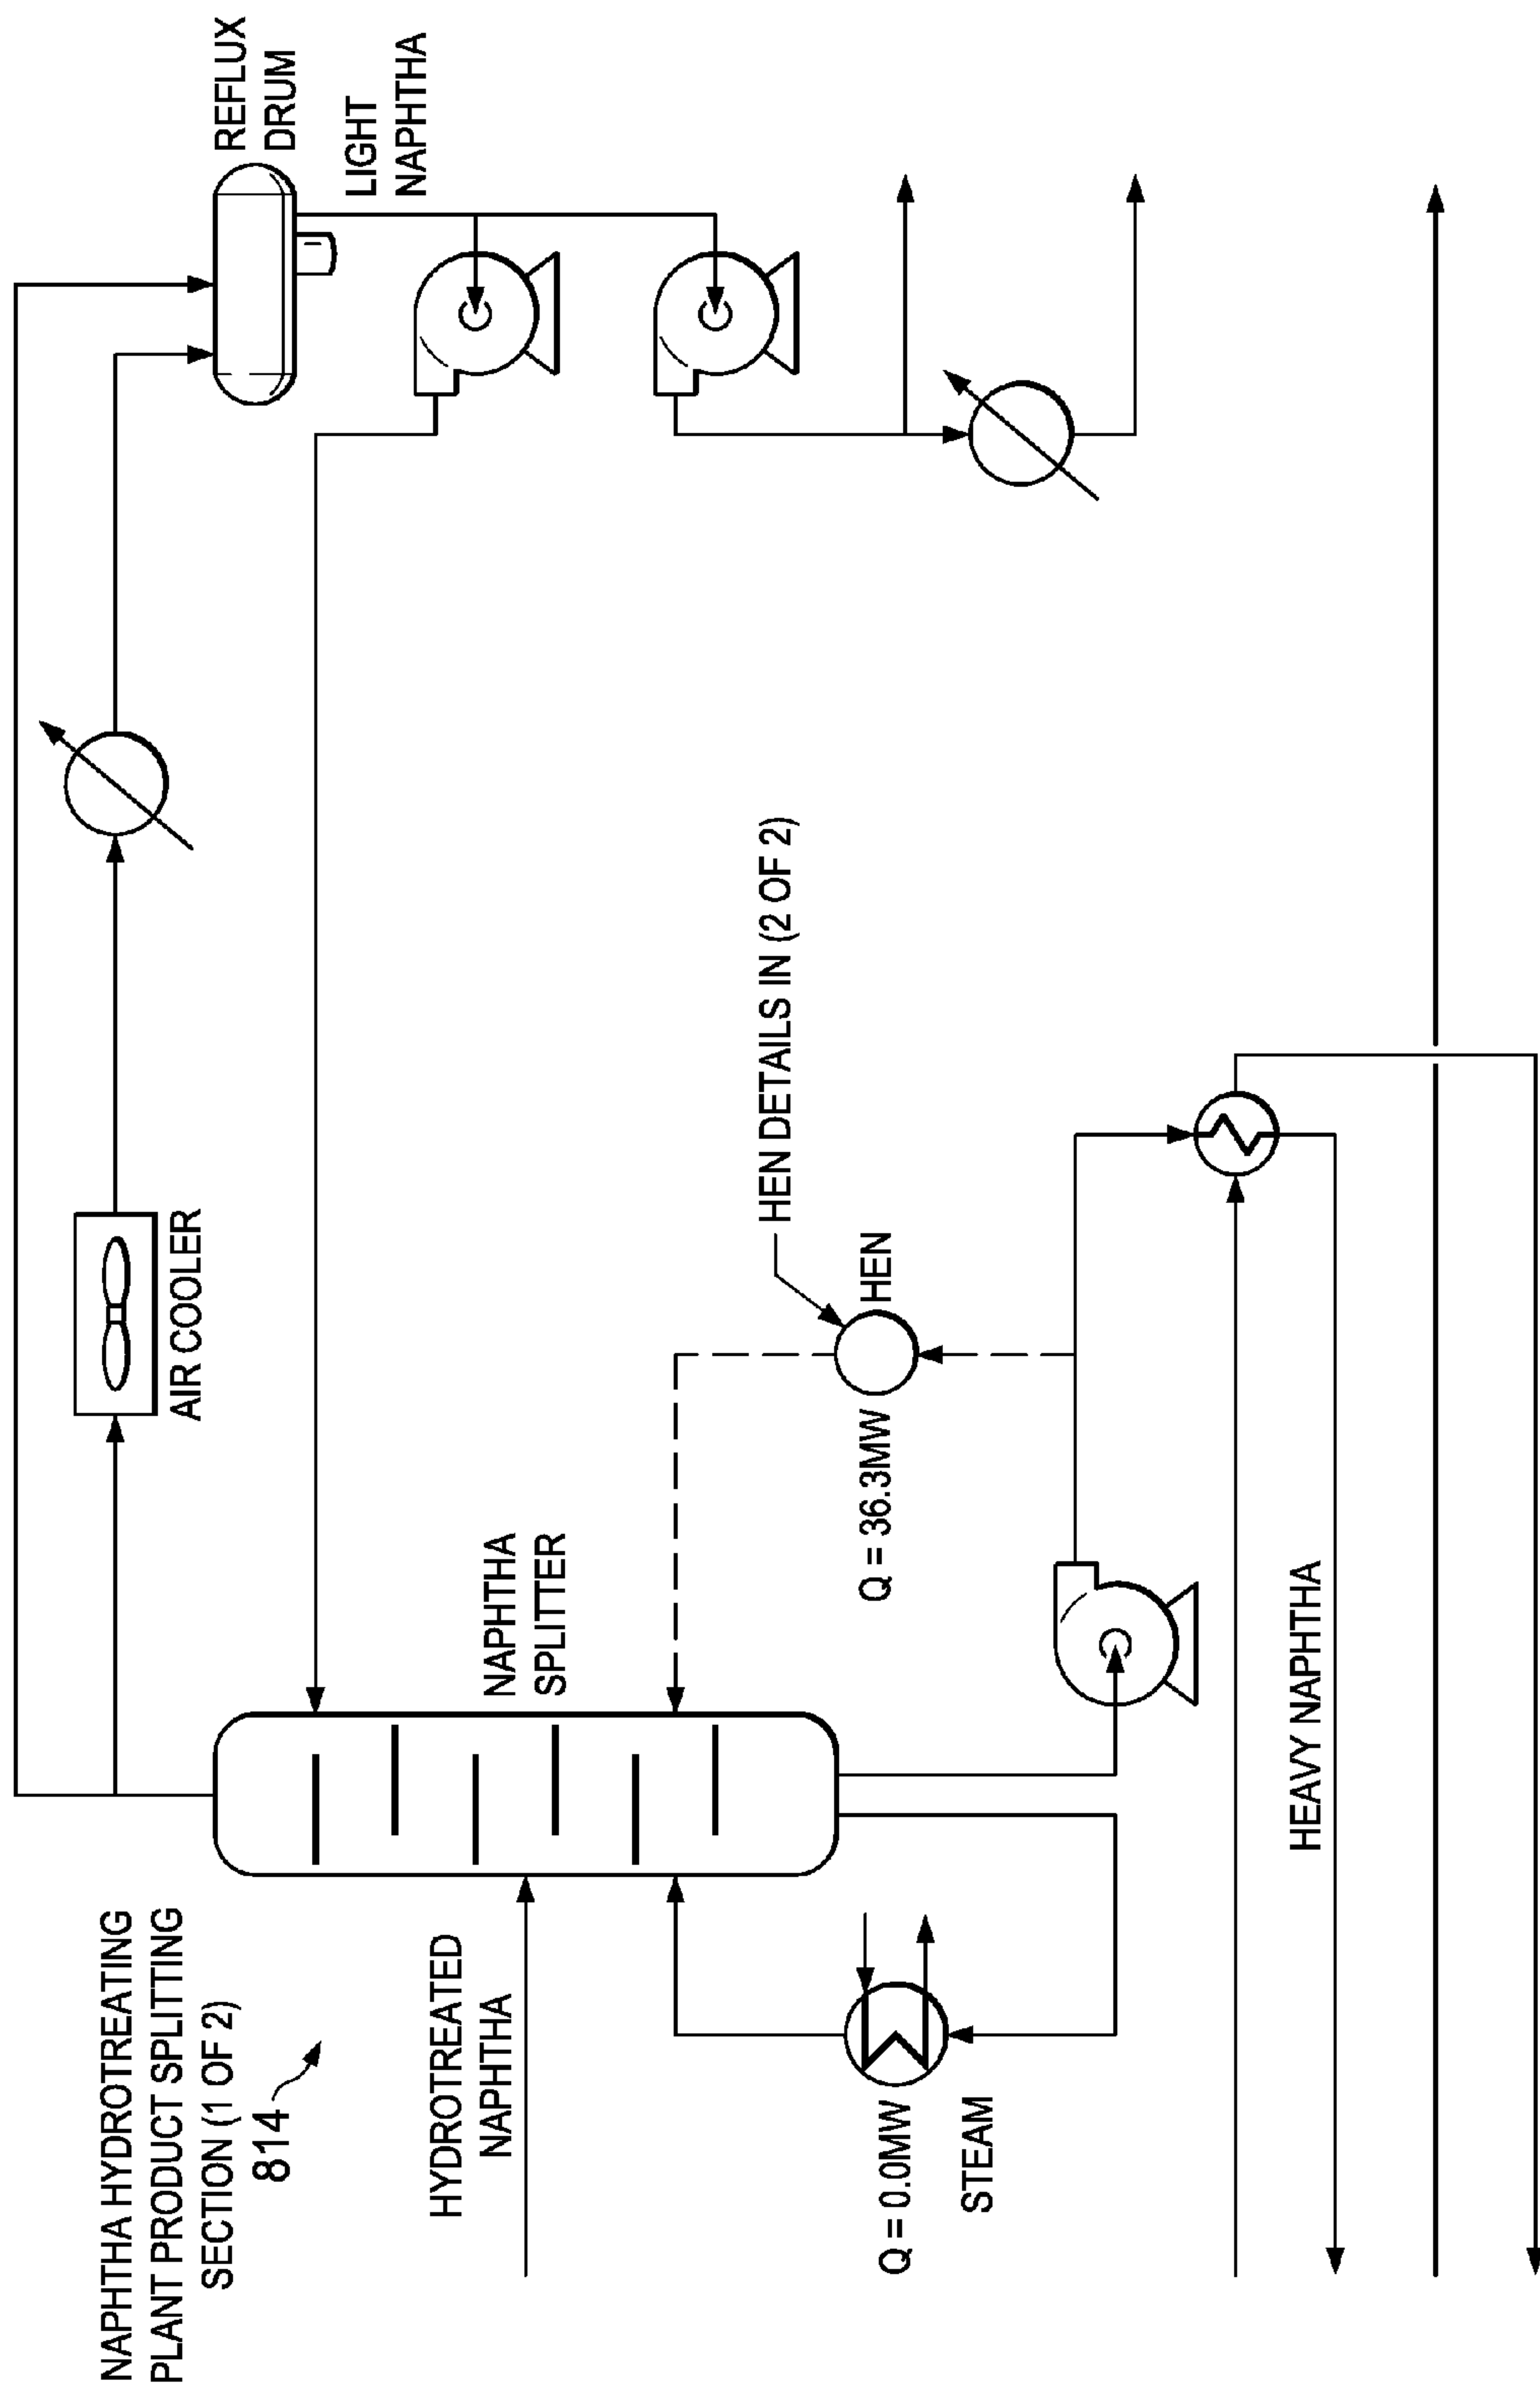 NAPHTHA HYDROTREATING
PLANT PRODUCT SPLITTING
SECTION (1 OF 2)
814
AIR COOLER
REFLUX
DRUM
LIGHT
NAPHTHA
NAPHTHA
SPLITTER
HYDROTREATED
NAPHTHA
HEN DETAILS IN (2 OF 2)
HEN
Q = 36.3MW
Q = 0.0MW
STEAM
HEAVY NAPHTHA